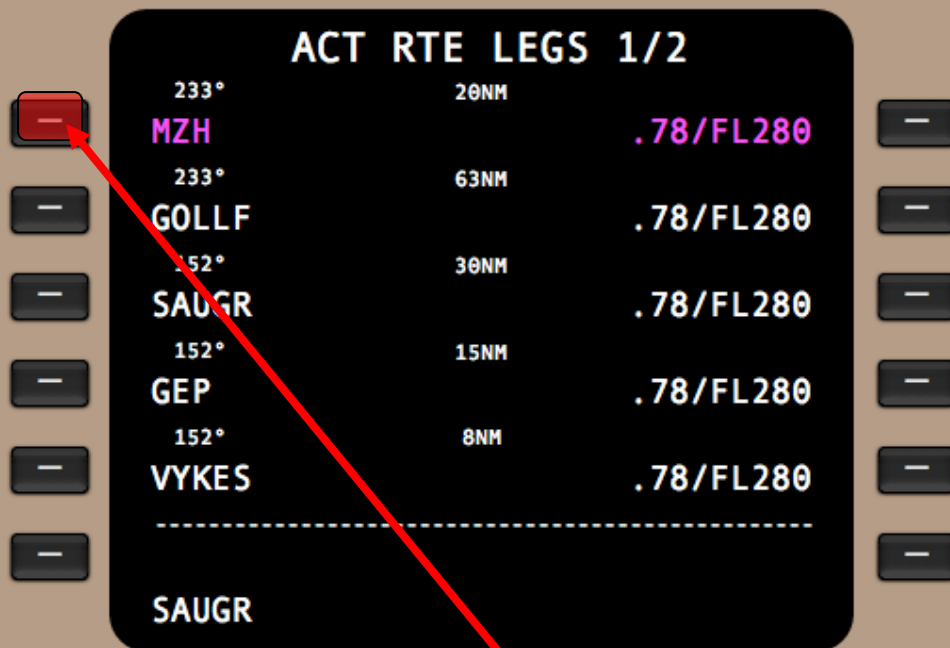 ACT RTE LEGS 1/2
233° 20NM
MZH .78/FL280
233° 63NM
GOLLF .78/FL280
152° 30NM
SAUGR .78/FL280
152° 15NM
GEP .78/FL280
152° 8NM
VYKES .78/FL280
------------------------------------------------
SAUGR